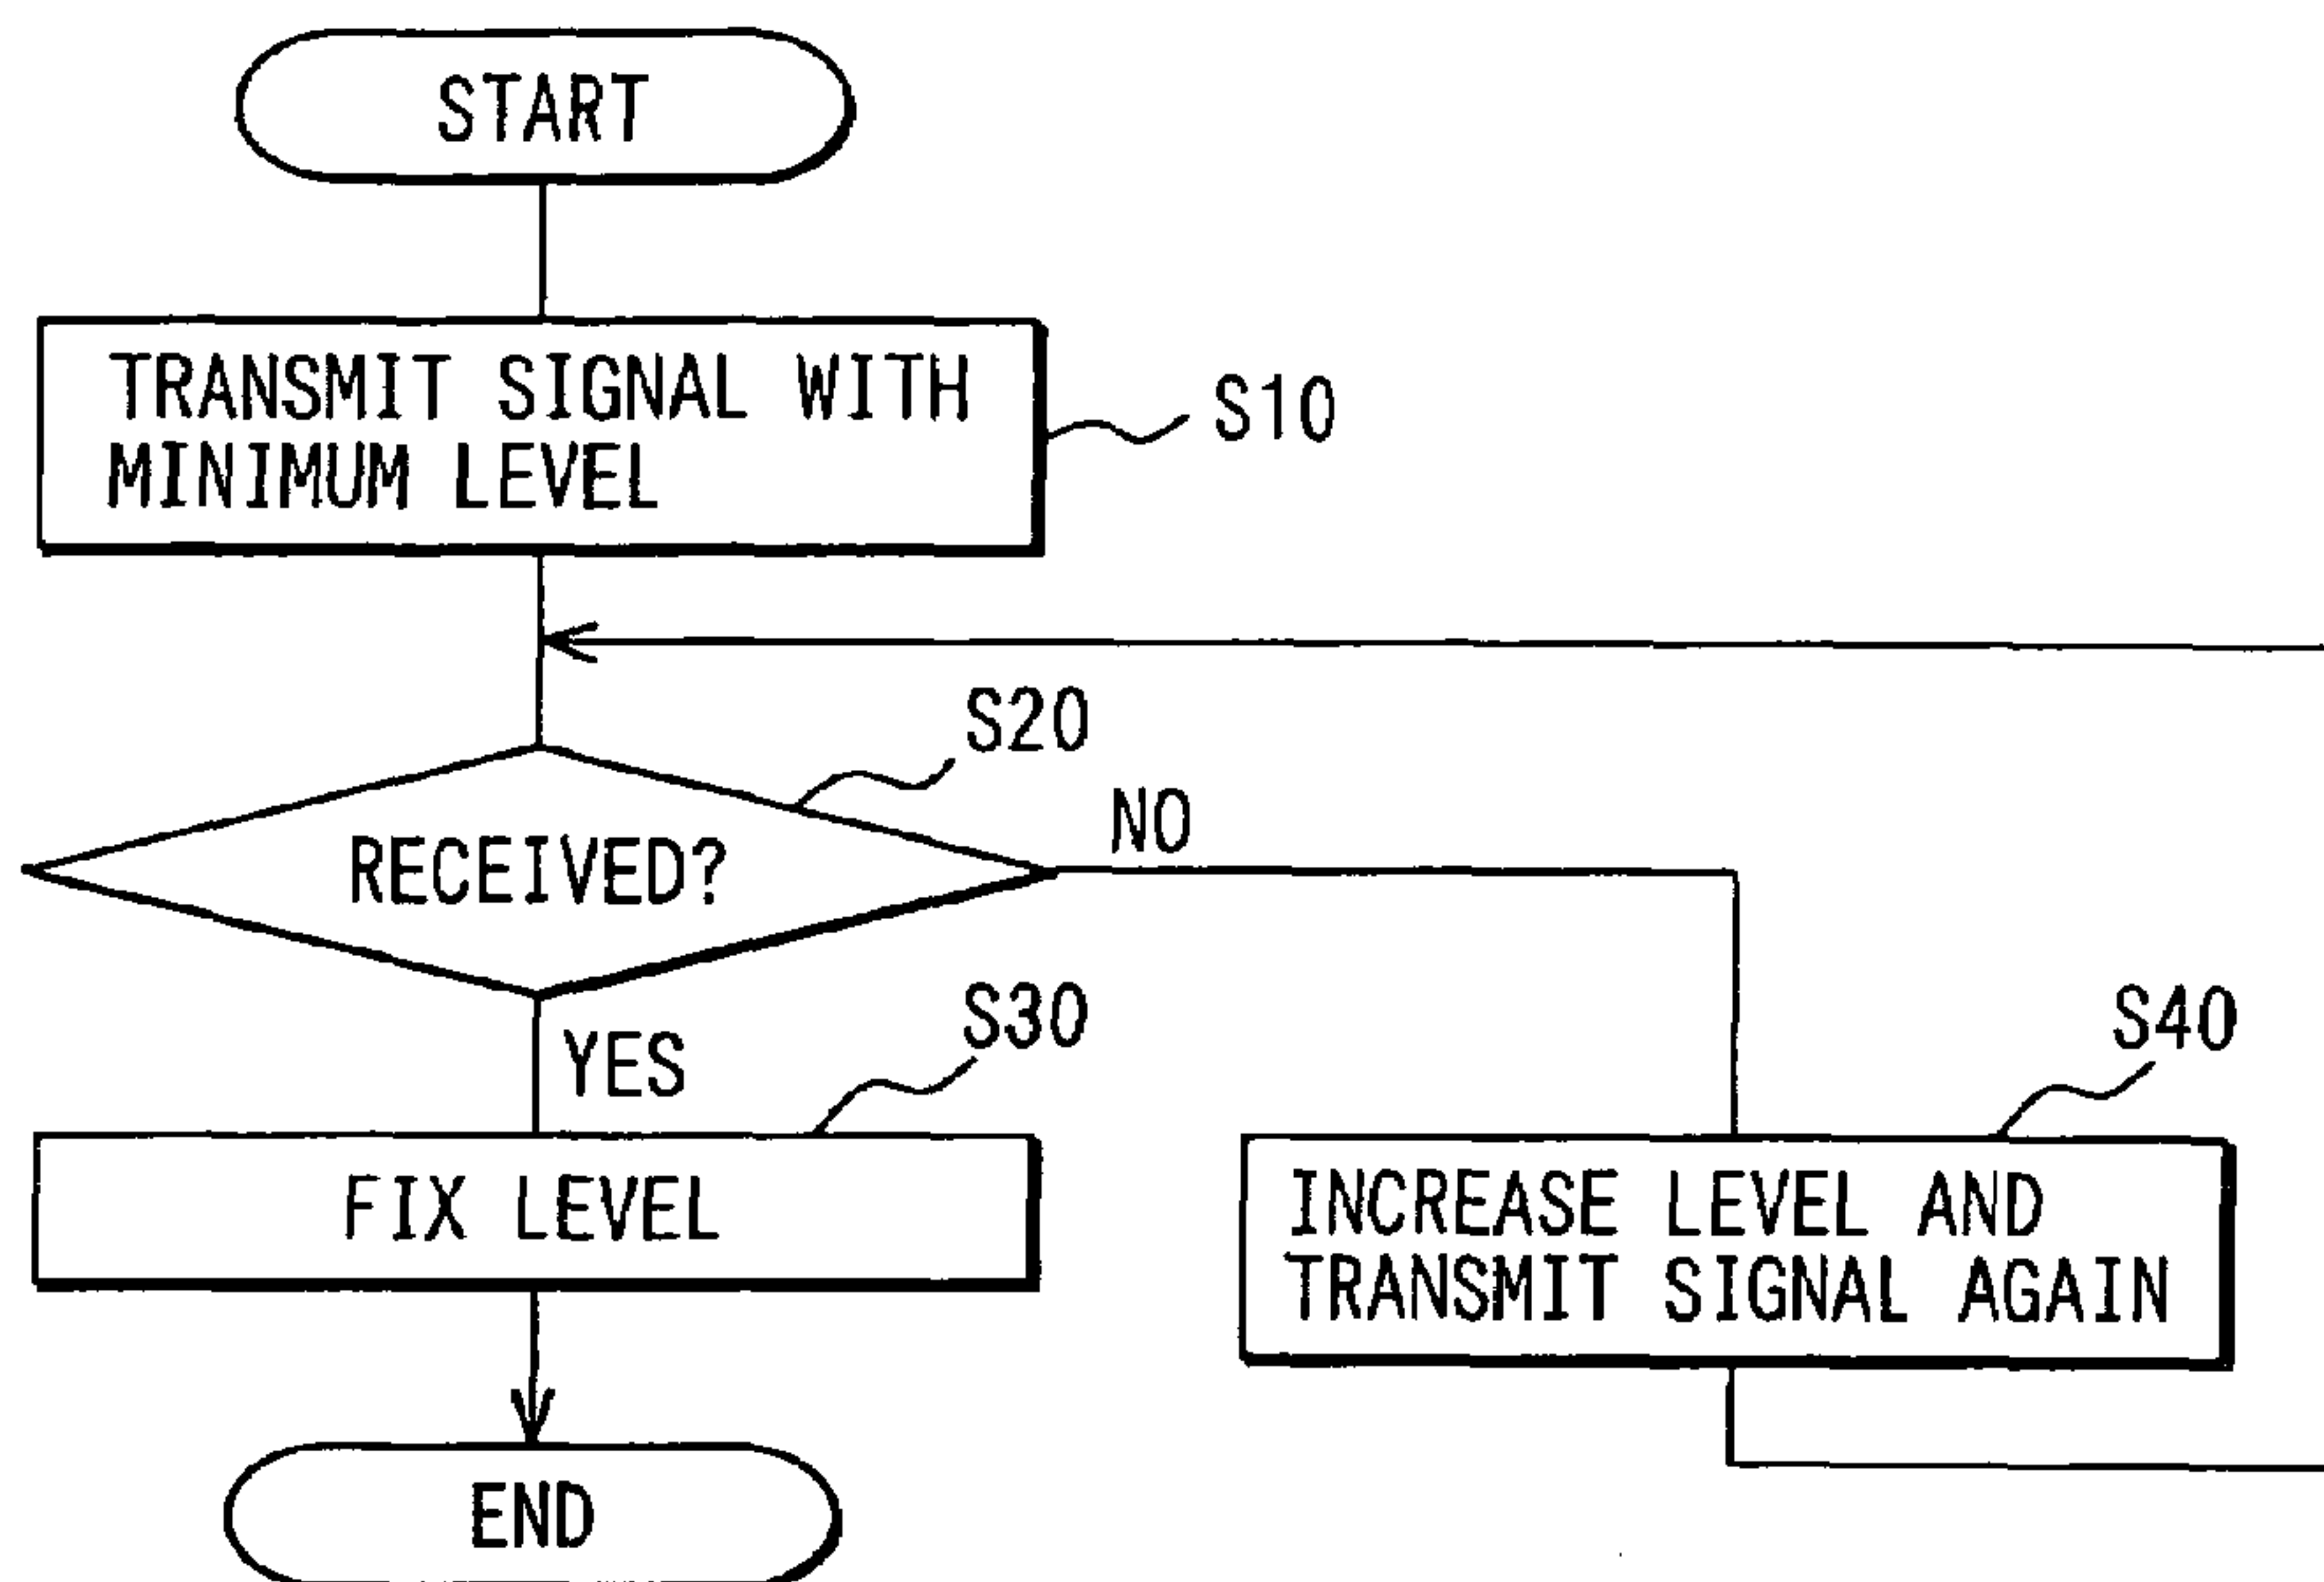 START
TRANSMIT SIGNAL WITH
MINIMUM LEVEL
S10
S20
RECEIVED?
NO
YES
S30
FIX LEVEL
S40
INCREASE LEVEL AND
TRANSMIT SIGNAL AGAIN
END